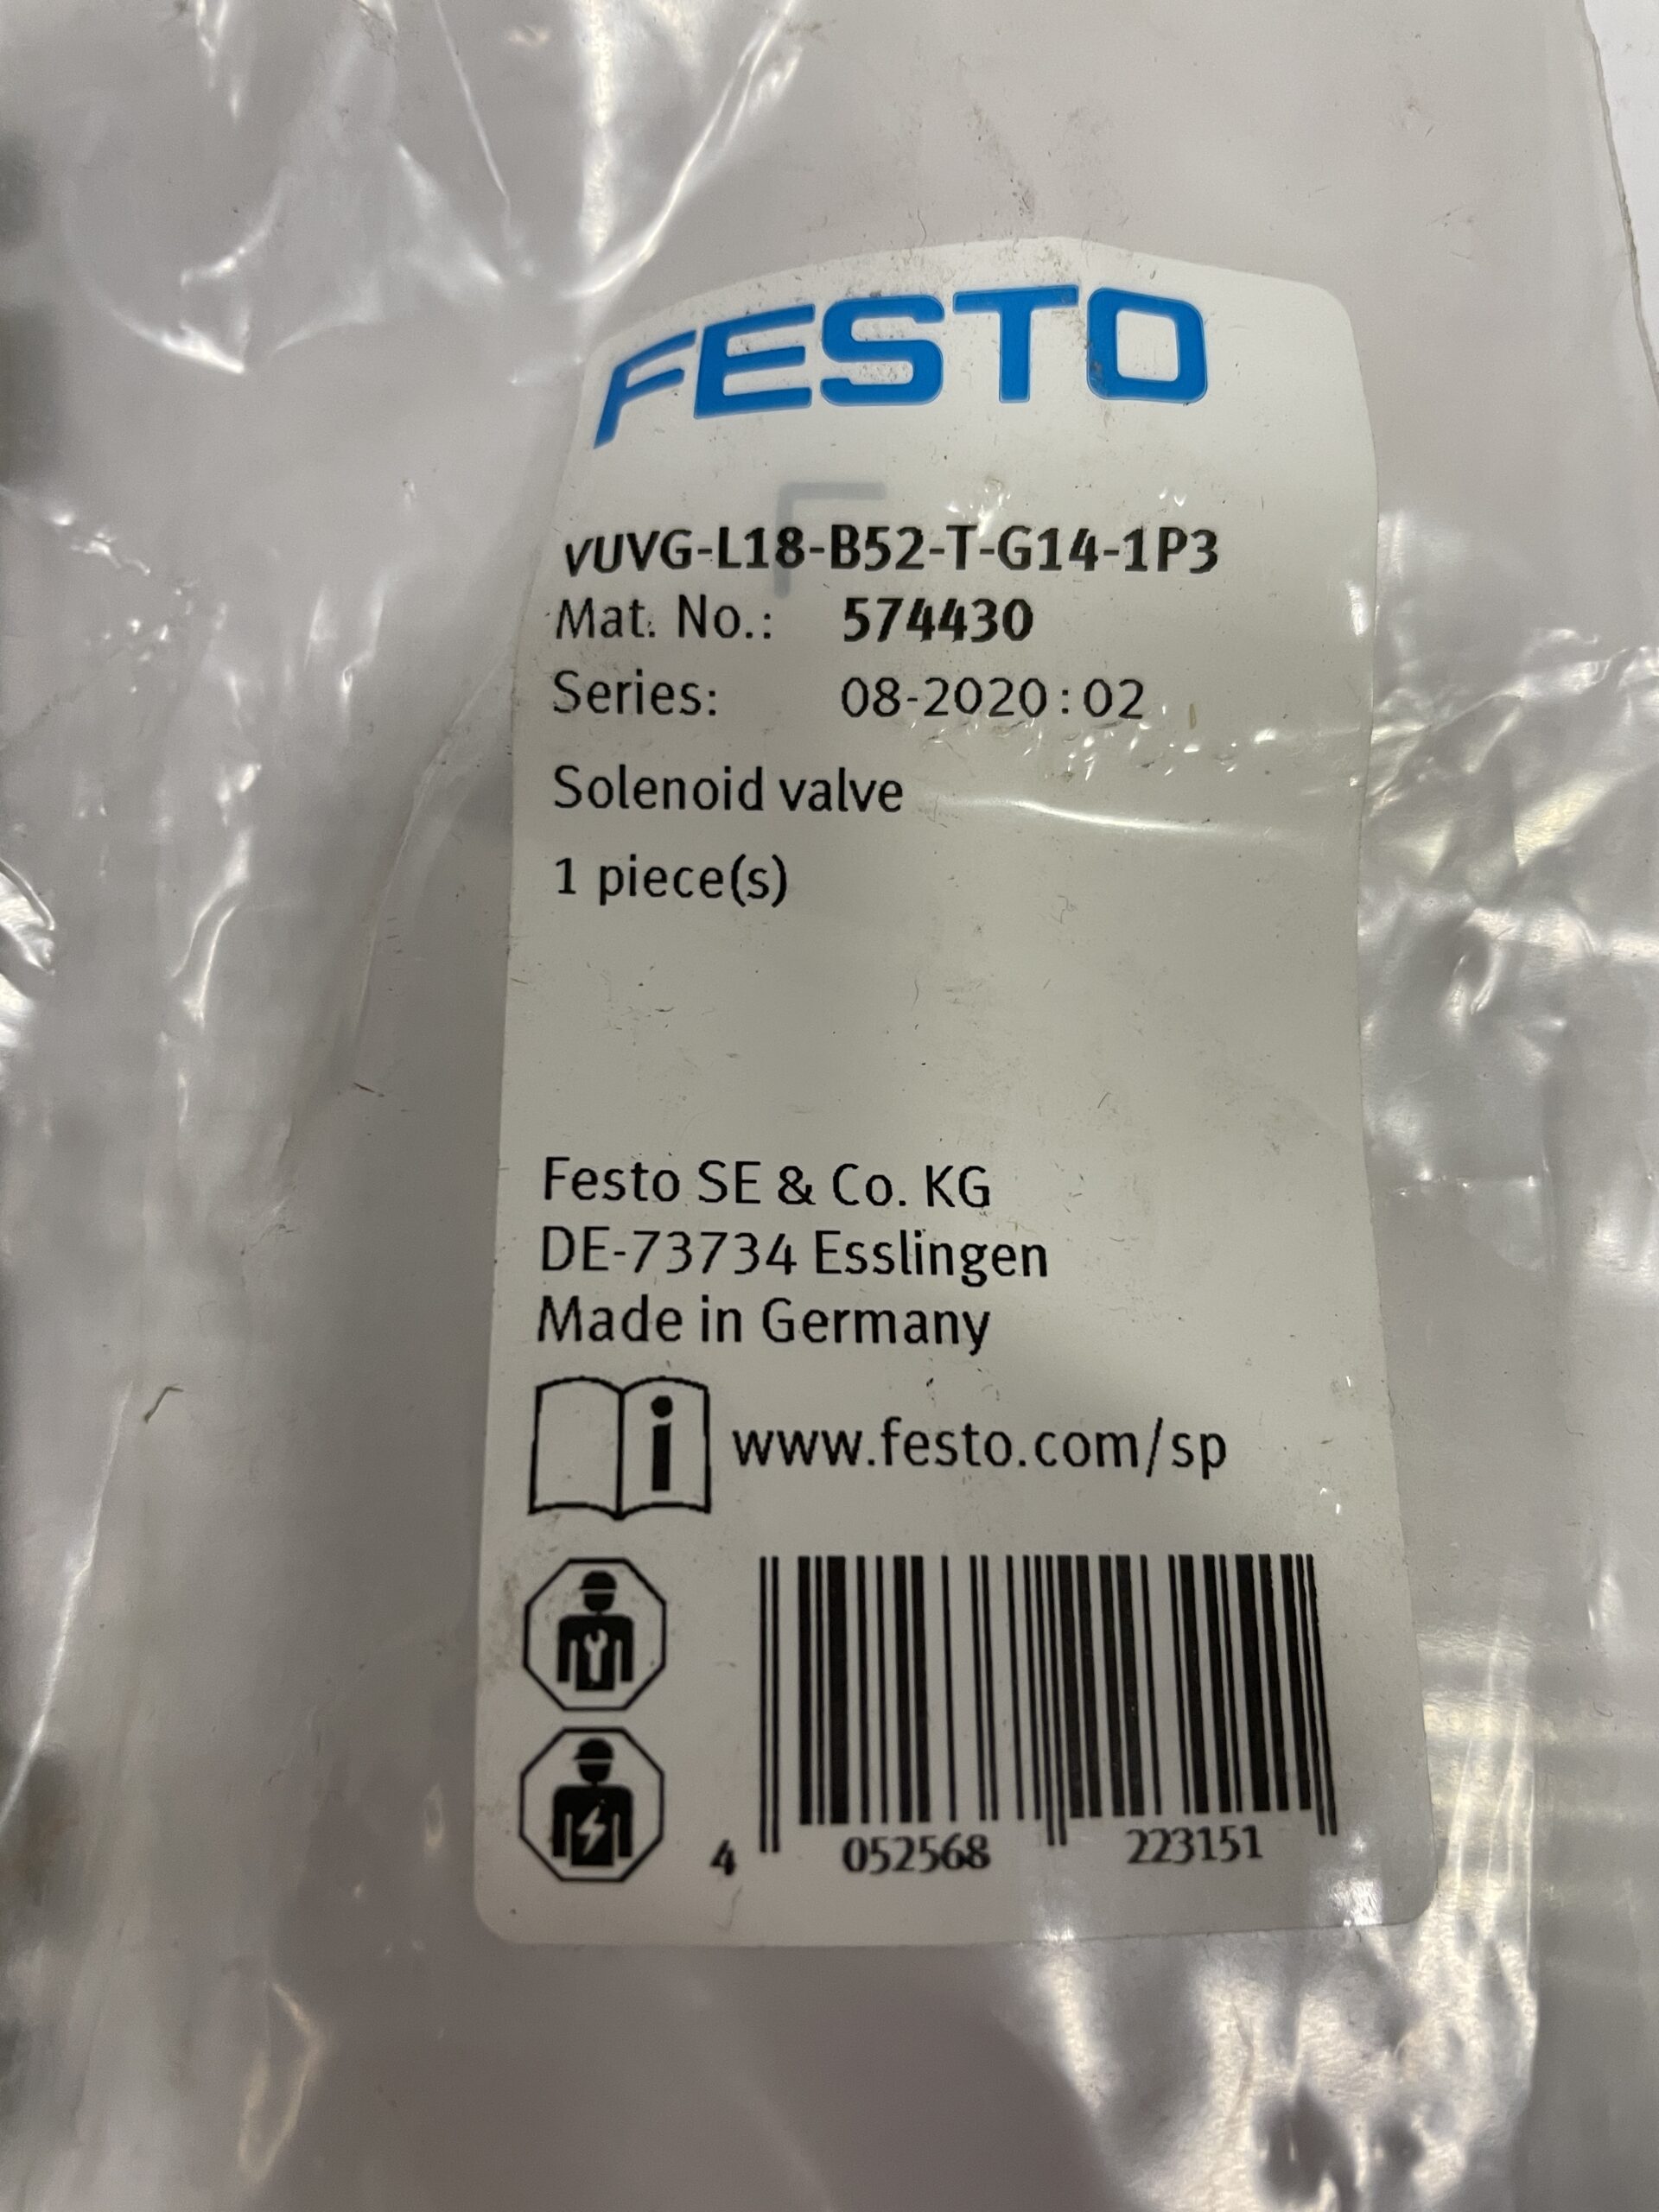 FESTO
VUVG-L18-B52-T-G14-1P3
Mat. No.: 574430
Series: 08-2020:02
Solenoid valve
1 piece(s)
Festo SE & Co. KG
DE-73734 Esslingen
Made in Germany
i www.festo.com/sp
4 052568 223151